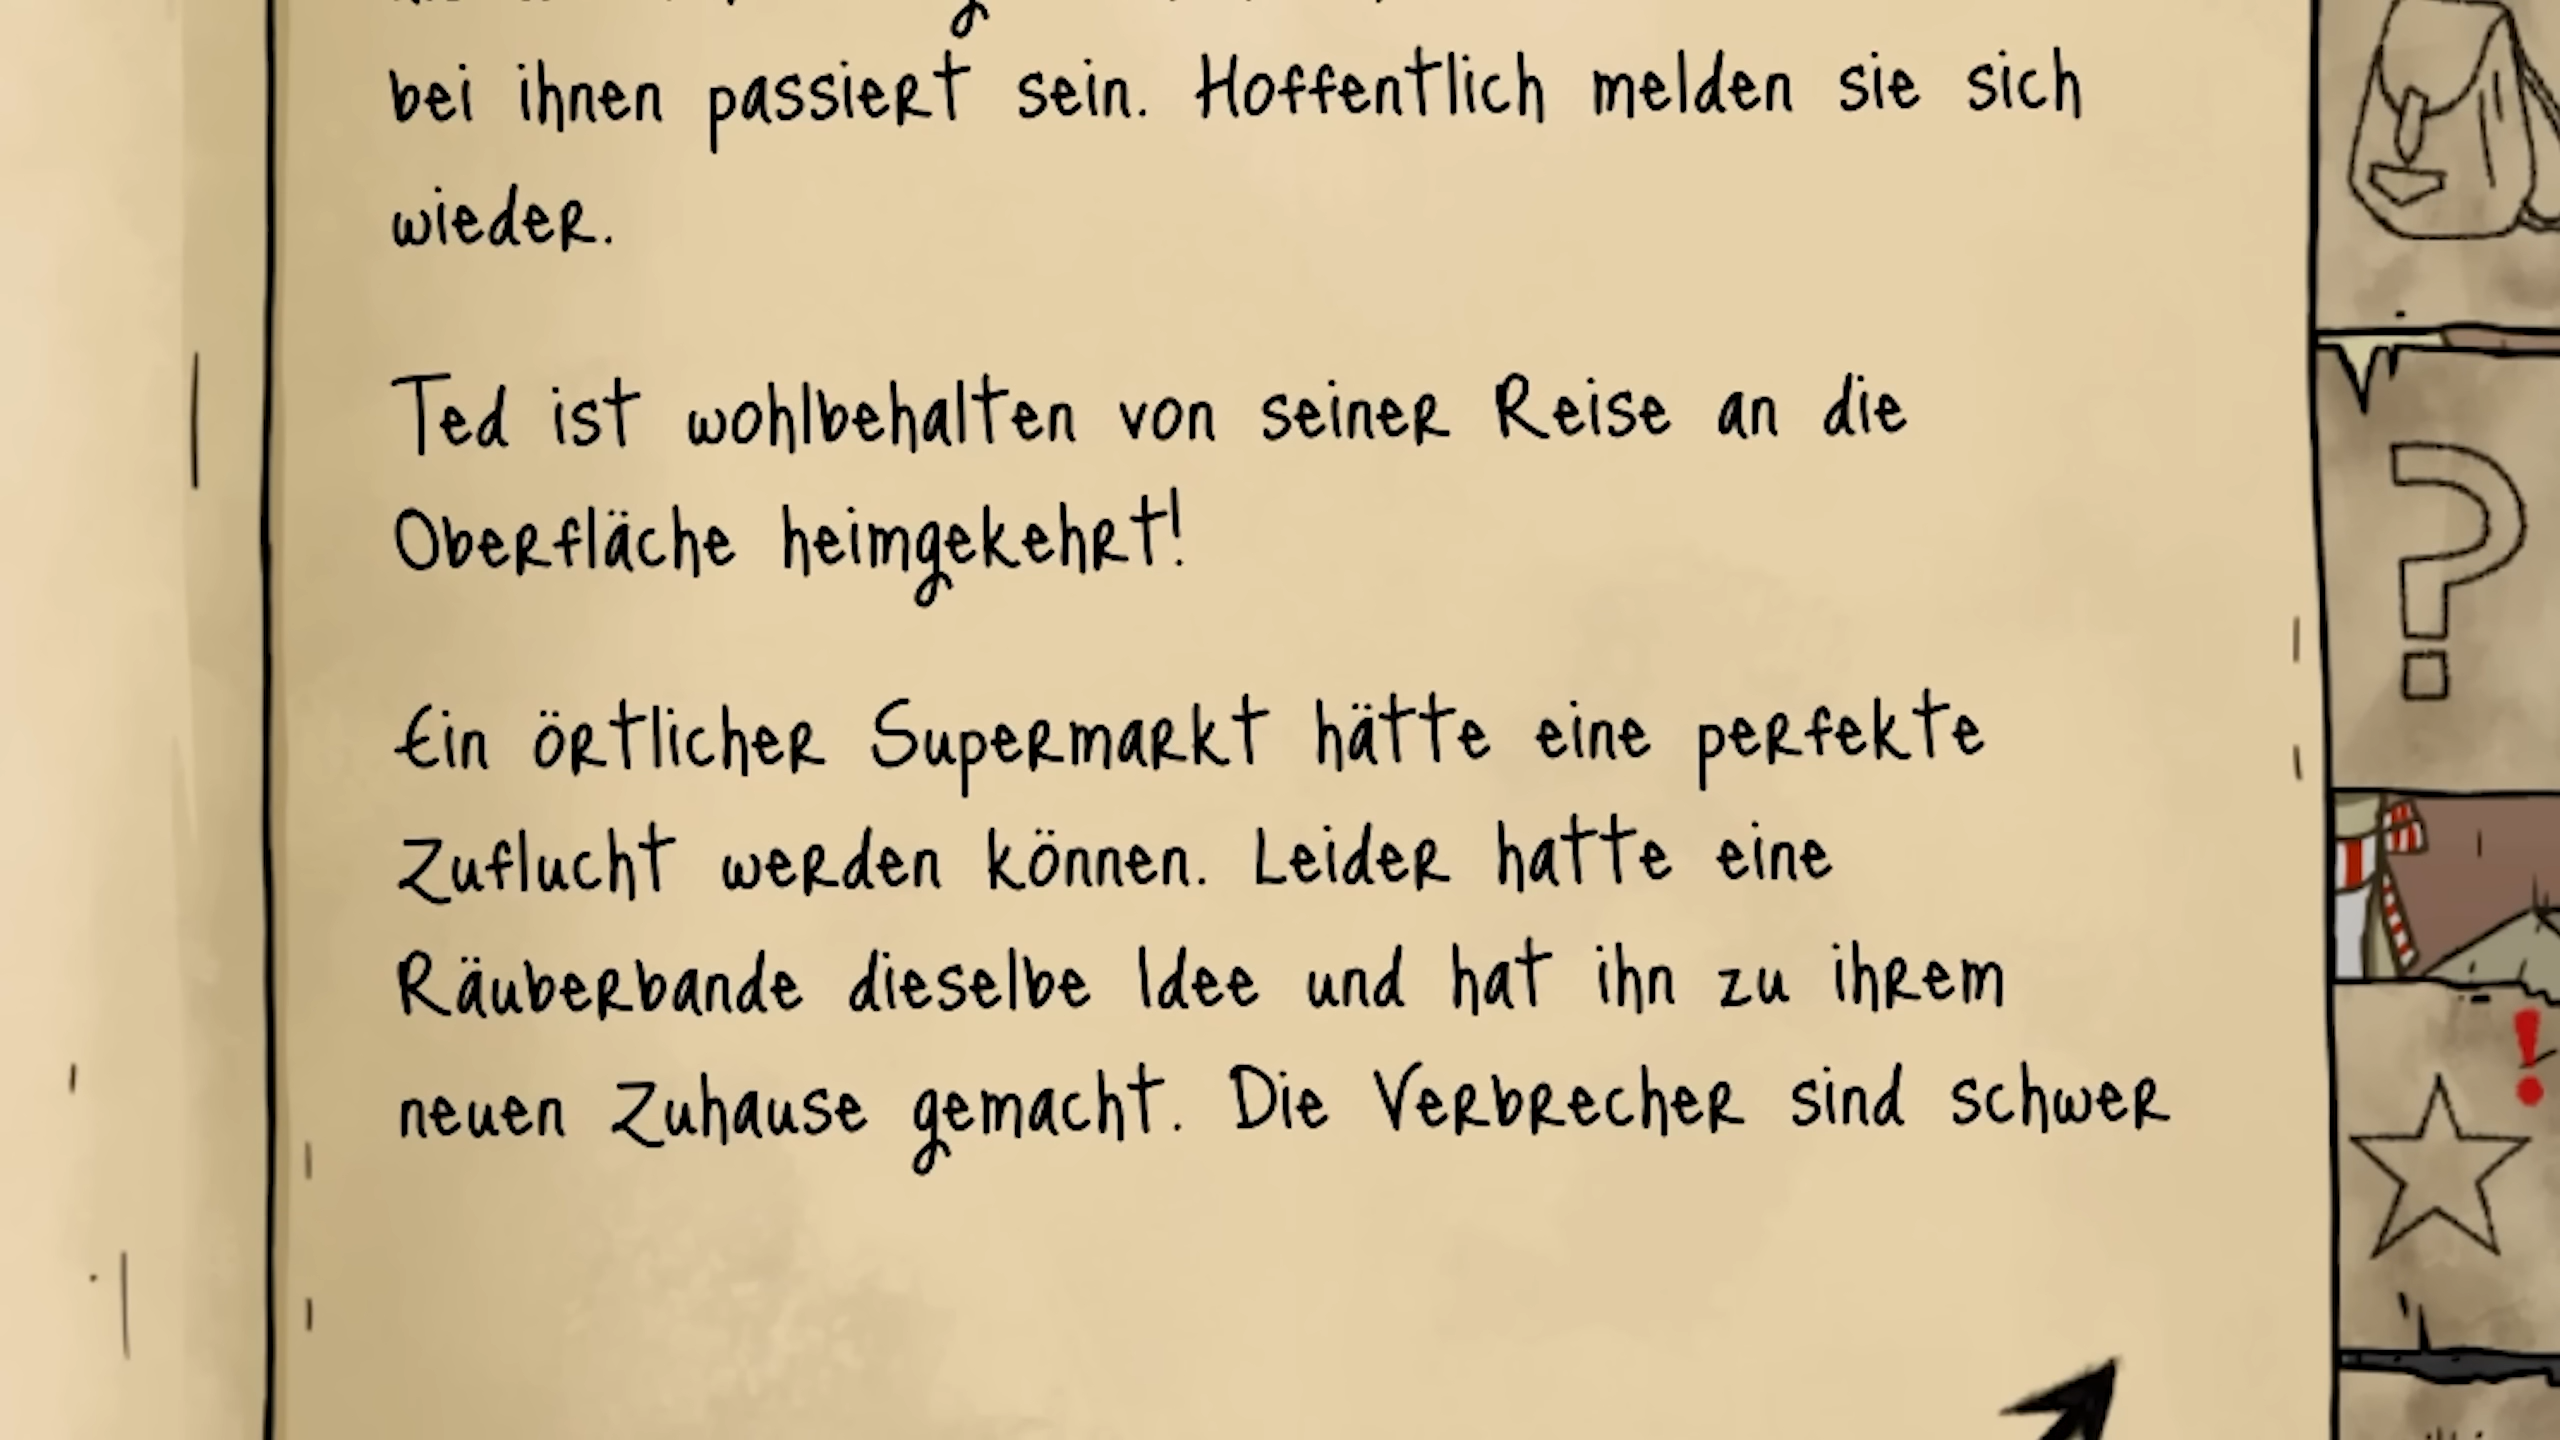 bei ihnen passiert sein. Hoffentlich melden sie sich
wieder.
Ted ist wohlbehalten von seiner Reise an die
Oberfläche heimgekehrt!
Ein örtlicher Supermarkt hätte eine perfekte
Zuflucht werden können. Leider hatte eine
Räuberbande dieselbe Idee und hat ihn zu ihrem
neuen Zuhause gemacht. Die Verbrecher sind schwer